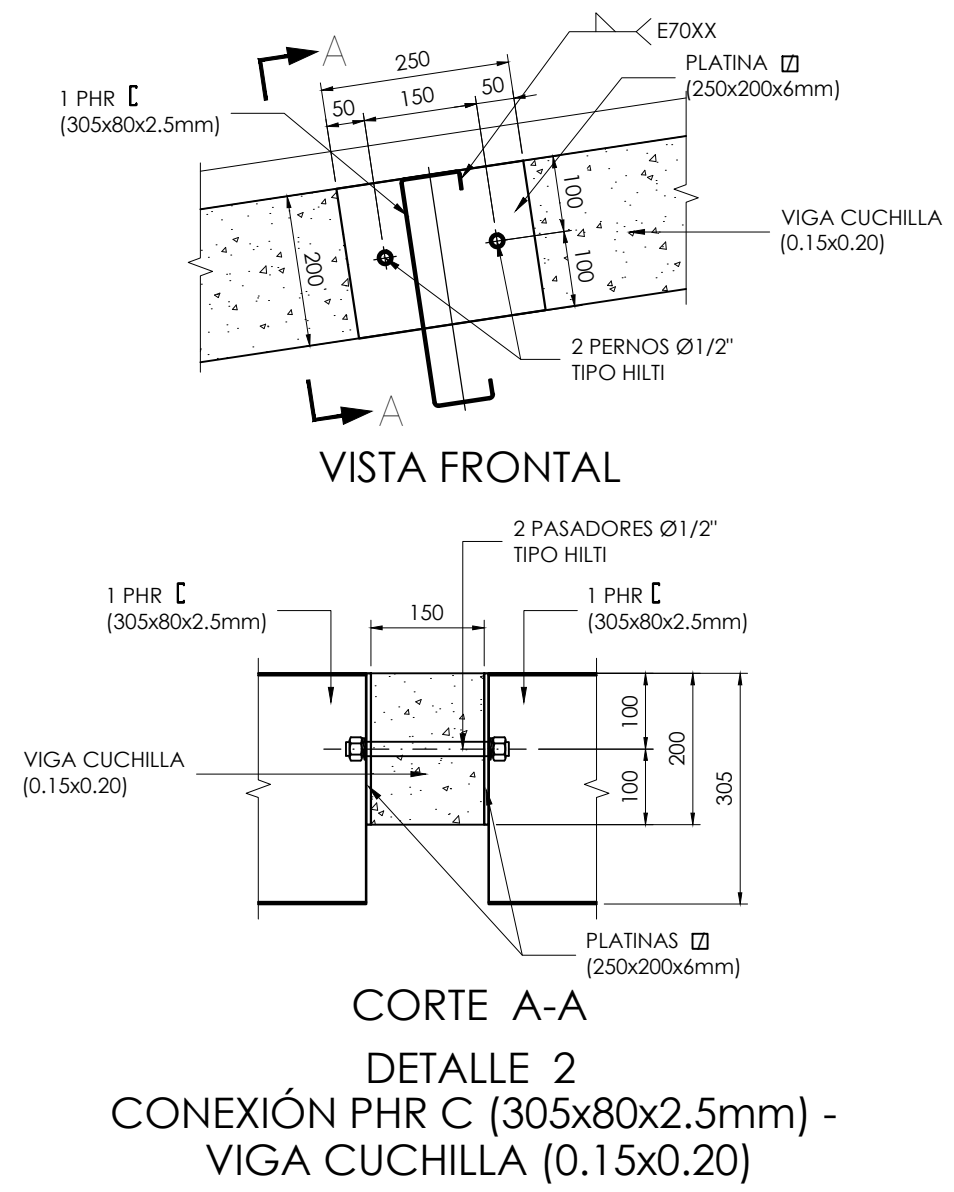 A
E70XX
250
PLATINA
(250x200x6mm)
1 PHR
(305x80x2.5mm)
50
150
50
100
100
200
VIGA CUCHILLA
(0.15x0.20)
2 PERNOS Ø1/2"
TIPO HILTI
A
VISTA FRONTAL
2 PASADORES Ø1/2"
TIPO HILTI
1 PHR
(305x80x2.5mm)
150
1 PHR
(305x80x2.5mm)
100
200
100
305
VIGA CUCHILLA
(0.15x0.20)
PLATINAS
(250x200x6mm)
CORTE A-A
DETALLE 2
CONEXIÓN PHR C (305x80x2.5mm) -
VIGA CUCHILLA (0.15x0.20)